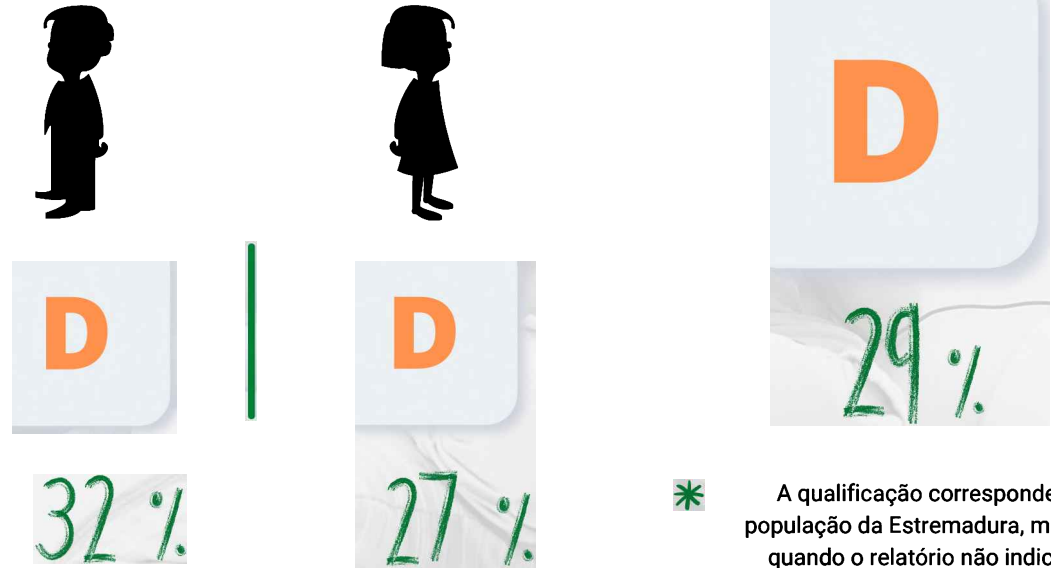 D
D
D
32 %
27 %
29 %
* A qualificação corresponde
população da Estremadura, m
quando o relatório não indic